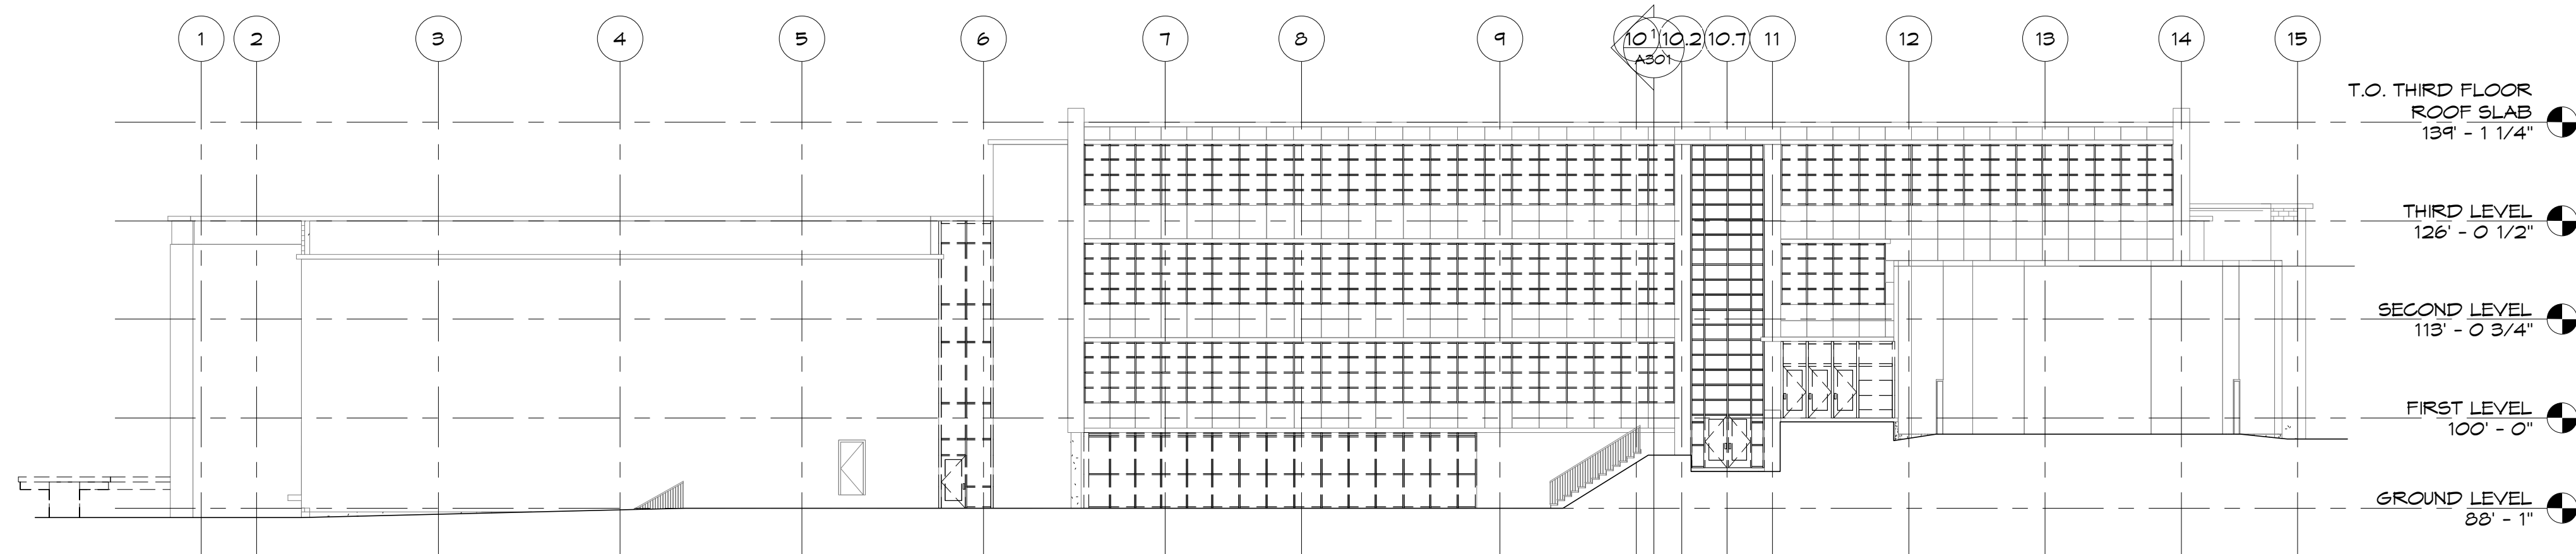 1 2 3 4 5 6 7 8 9 10 10.2 10.7 11 12 13 14 15
1
A301
T.O. THIRD FLOOR
ROOF SLAB
139' - 1 1/4"
THIRD LEVEL
126' - 0 1/2"
SECOND LEVEL
113' - 0 3/4"
FIRST LEVEL
100' - 0"
GROUND LEVEL
88' - 1"